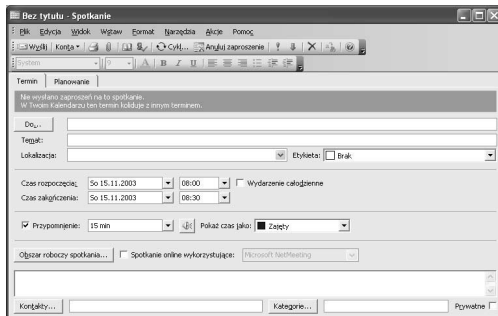 Bez tytułu - Spotkanie
Plik Edycja Widok Wstaw Format Narzędzia Akcje Pomoc
Wyślij Konta Cykl... Anyluj zaproszenie
System 9 A B I U
Termin Planowanie
Nie wysłano zaproszeń na to spotkanie.
W Twoim Kalendarzu ten termin koliduje z innym terminem.
Do...
Temat:
Lokalizacja: Etykieta: Brak
Czas rozpoczęcia: So 15.11.2003 08:00 Wydarzenie całodzienne
Czas zakończenia: So 15.11.2003 08:30
Przypomnienie: 15 min Pokaż czas jako: Zajęty
Obszar roboczy spotkania... Spotkanie online wykorzystujące: Microsoft NetMeeting
Kontakty... Kategorie... Prywatne